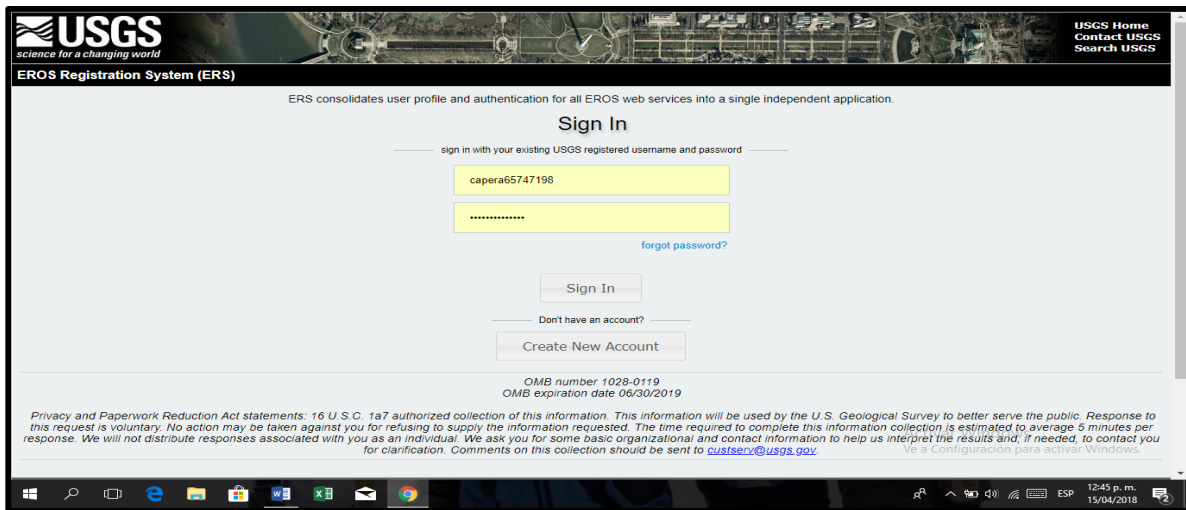 USGS
science for a changing world
USGS Home
Contact USGS
Search USGS
EROS Registration System (ERS)
ERS consolidates user profile and authentication for all EROS web services into a single independent application.
Sign In
sign in with your existing USGS registered username and password
capera65747198
••••••••••••••
forgot password?
Sign In
Don't have an account?
Create New Account
OMB number 1028-0119
OMB expiration date 06/30/2019
Privacy and Paperwork Reduction Act statements: 16 U.S.C. 1a7 authorized collection of this information. This information will be used by the U.S. Geological Survey to better serve the public. Response to
this request is voluntary. No action may be taken against you for refusing to supply the information requested. The time required to complete this information collection is estimated to average 5 minutes per
response. We will not distribute responses associated with you as an individual. We ask you for some basic organizational and contact information to help us interpret the results and, if needed, to contact you
for clarification. Comments on this collection should be sent to custserv@usgs.gov.
Ve a Configuración para activar Windows.
ESP
12:45 p. m.
15/04/2018
2